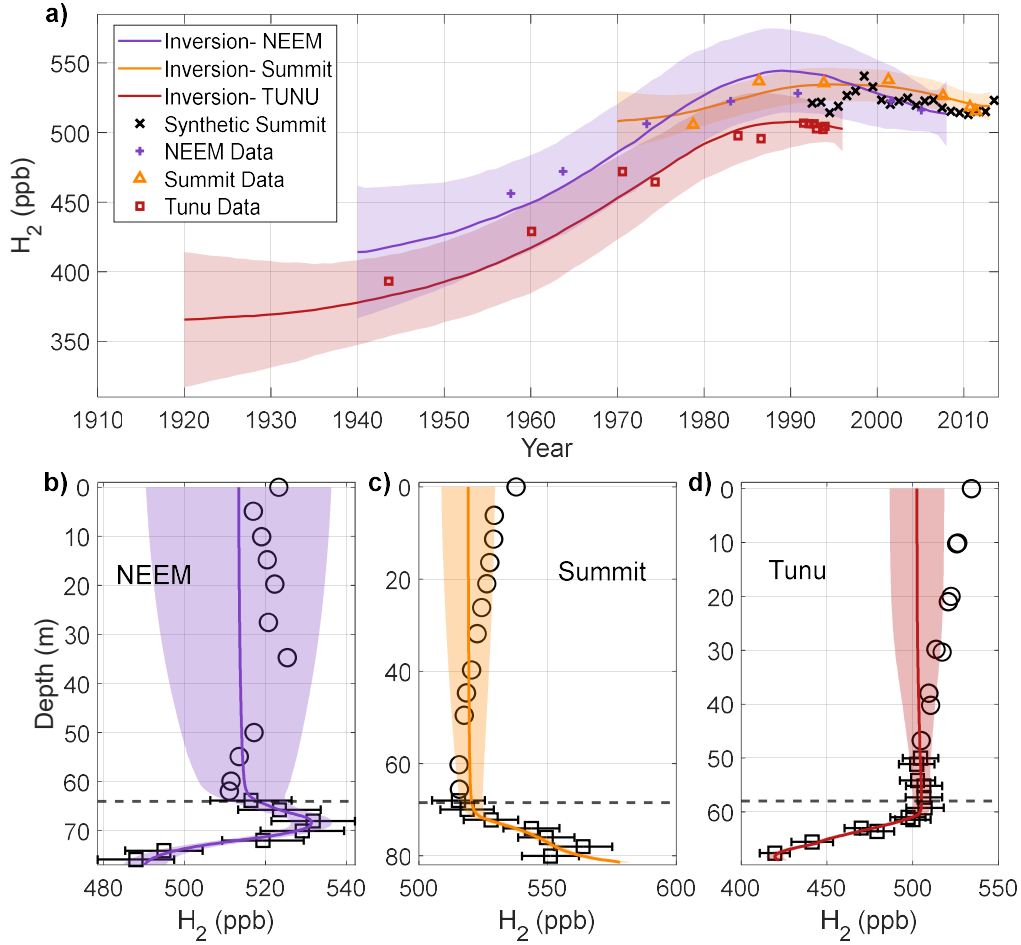 a)
H2 (ppb)
550
500
450
400
350
Inversion- NEEM
Inversion- Summit
Inversion- TUNU
Synthetic Summit
NEEM Data
Summit Data
Tunu Data
1910 1920 1930 1940 1950 1960 1970 1980 1990 2000 2010
Year
b)
Depth (m)
0
10
20
30
40
50
60
70
NEEM
480 500 520 540
H2 (ppb)
c)
0
20
40
60
80
Summit
500 550 600
H2 (ppb)
d)
0
10
20
30
40
50
60
Tunu
400 450 500 550
H2 (ppb)